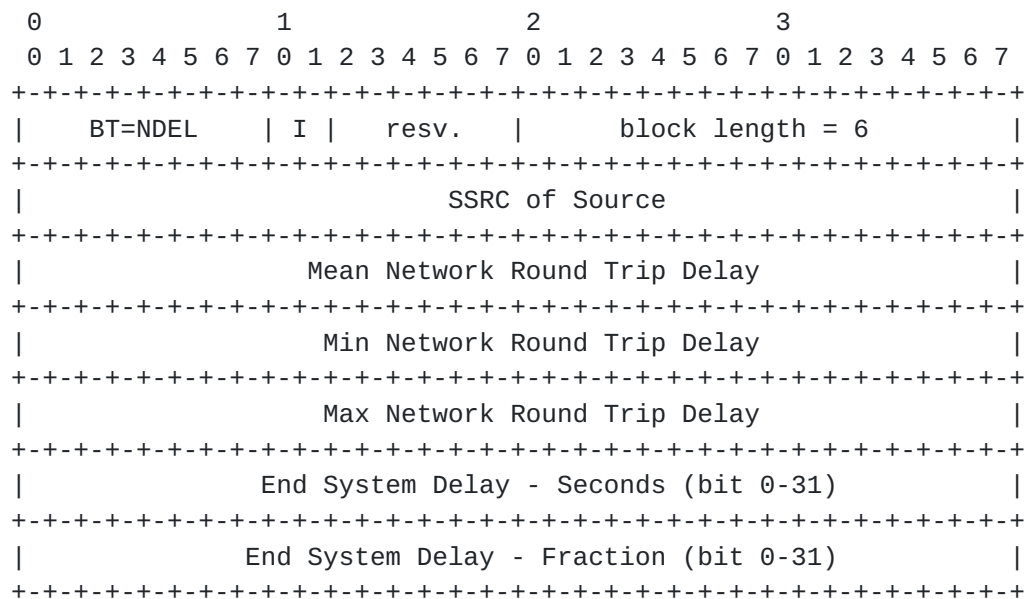 0                   1                   2                   3
0 1 2 3 4 5 6 7 0 1 2 3 4 5 6 7 0 1 2 3 4 5 6 7 0 1 2 3 4 5 6 7
+-+-+-+-+-+-+-+-+-+-+-+-+-+-+-+-+-+-+-+-+-+-+-+-+-+-+-+-+-+-+-+-+
|    BT=NDEL    | I |   resv.   |      block length = 6         |
+-+-+-+-+-+-+-+-+-+-+-+-+-+-+-+-+-+-+-+-+-+-+-+-+-+-+-+-+-+-+-+-+
|                           SSRC of Source                      |
+-+-+-+-+-+-+-+-+-+-+-+-+-+-+-+-+-+-+-+-+-+-+-+-+-+-+-+-+-+-+-+-+
|                  Mean Network Round Trip Delay                |
+-+-+-+-+-+-+-+-+-+-+-+-+-+-+-+-+-+-+-+-+-+-+-+-+-+-+-+-+-+-+-+-+
|                   Min Network Round Trip Delay                |
+-+-+-+-+-+-+-+-+-+-+-+-+-+-+-+-+-+-+-+-+-+-+-+-+-+-+-+-+-+-+-+-+
|                   Max Network Round Trip Delay                |
+-+-+-+-+-+-+-+-+-+-+-+-+-+-+-+-+-+-+-+-+-+-+-+-+-+-+-+-+-+-+-+-+
|               End System Delay - Seconds (bit 0-31)           |
+-+-+-+-+-+-+-+-+-+-+-+-+-+-+-+-+-+-+-+-+-+-+-+-+-+-+-+-+-+-+-+-+
|              End System Delay - Fraction (bit 0-31)           |
+-+-+-+-+-+-+-+-+-+-+-+-+-+-+-+-+-+-+-+-+-+-+-+-+-+-+-+-+-+-+-+-+